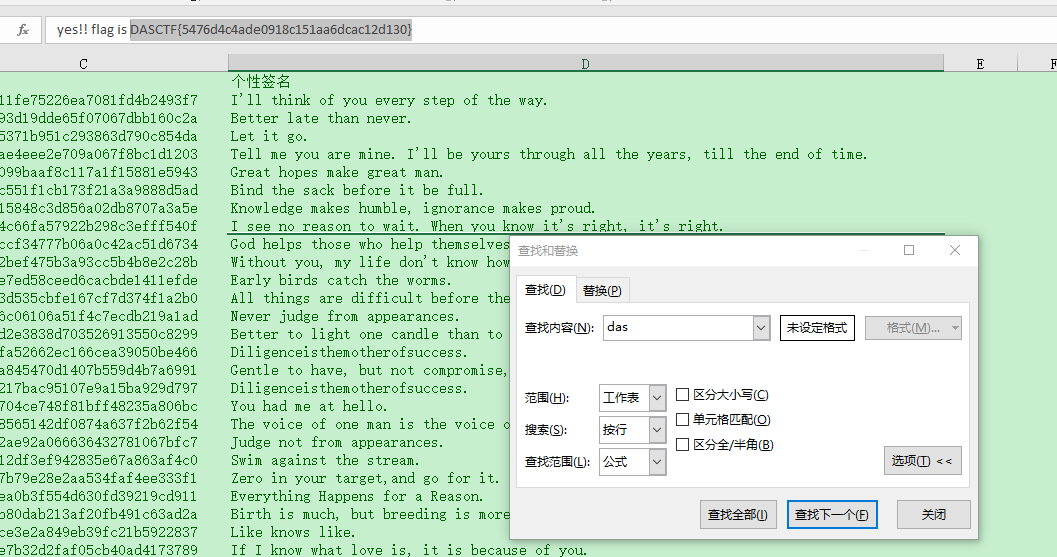 fx yes!! flag is DASCTF{5476d4c4ade0918c151aa6dcac12d130}
C D E F
个性签名
11fe75226ea7081fd4b2493f7 I'll think of you every step of the way.
93d19dde65f07067dbb160c2a Better late than never.
5371b951c293863d790c854da Let it go.
ae4eee2e709a067f8bc1d1203 Tell me you are mine. I'll be yours through all the years, till the end of time.
099baaf8c117a1f15881e5943 Great hopes make great man.
c551f1cb173f21a3a9888d5ad Bind the sack before it be full.
15848c3d856a02db8707a3a5e Knowledge makes humble, ignorance makes proud.
4c66fa57922b298c3efff540f I see no reason to wait. When you know it's right, it's right.
ccf34777b06a0c42ac51d6734 God helps those who help themselves
2bef475b3a93cc5b4b8e2c28b Without you, my life don't know how
e7ed58ceed6cacbde1411efde Early birds catch the worms.
3d535cbfe167cf7d374f1a2b0 All things are difficult before the
6c06106a51f4c7ecdb219a1ad Never judge from appearances.
d2e3838d703526913550c8299 Better to light one candle than to
fa52662ec166cea39050be466 Diligenceisthemotherofsuccess.
a845470d1407b559d4b7a6991 Gentle to have, but not compromise,
217bac95107e9a15ba929d797 Diligenceisthemotherofsuccess.
704ce748f81bff48235a806bc You had me at hello.
8565142df0874a637f2b62f54 The voice of one man is the voice o
2ae92a066636432781067bfc7 Judge not from appearances.
12df3ef942835e67a863af4c0 Swim against the stream.
7b79e28e2aa534faf4ee333f1 Zero in your target,and go for it.
ea0b3f554d630fd39219cd911 Everything Happens for a Reason.
b80dab213af20fb491c63ad2a Birth is much, but breeding is more
ce3e2a849eb39fc21b5922837 Like knows like.
e7b32d2faf05cb40ad4173789 If I know what love is, it is because of you.
查找和替换
查找(D) 替换(P)
查找内容(N): das 未设定格式 格式(M)...
范围(H): 工作表 区分大小写(C)
搜索(S): 按行 单元格匹配(O)
查找范围(L): 公式 区分全/半角(B)
选项(T) <<
查找全部(I) 查找下一个(F) 关闭